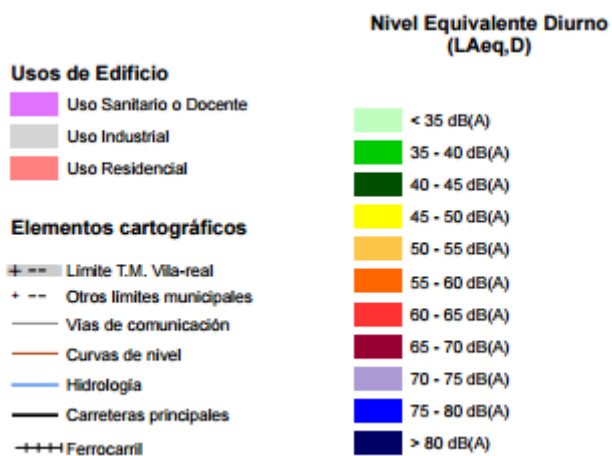 Nivel Equivalente Diurno
(LAeq,D)
Usos de Edificio
Uso Sanitario o Docente
Uso Industrial
Uso Residencial
Elementos cartográficos
Límite T.M. Vila-real
Otros límites municipales
Vías de comunicación
Curvas de nivel
Hidrología
Carreteras principales
Ferrocarril
< 35 dB(A)
35 - 40 dB(A)
40 - 45 dB(A)
45 - 50 dB(A)
50 - 55 dB(A)
55 - 60 dB(A)
60 - 65 dB(A)
65 - 70 dB(A)
70 - 75 dB(A)
75 - 80 dB(A)
> 80 dB(A)